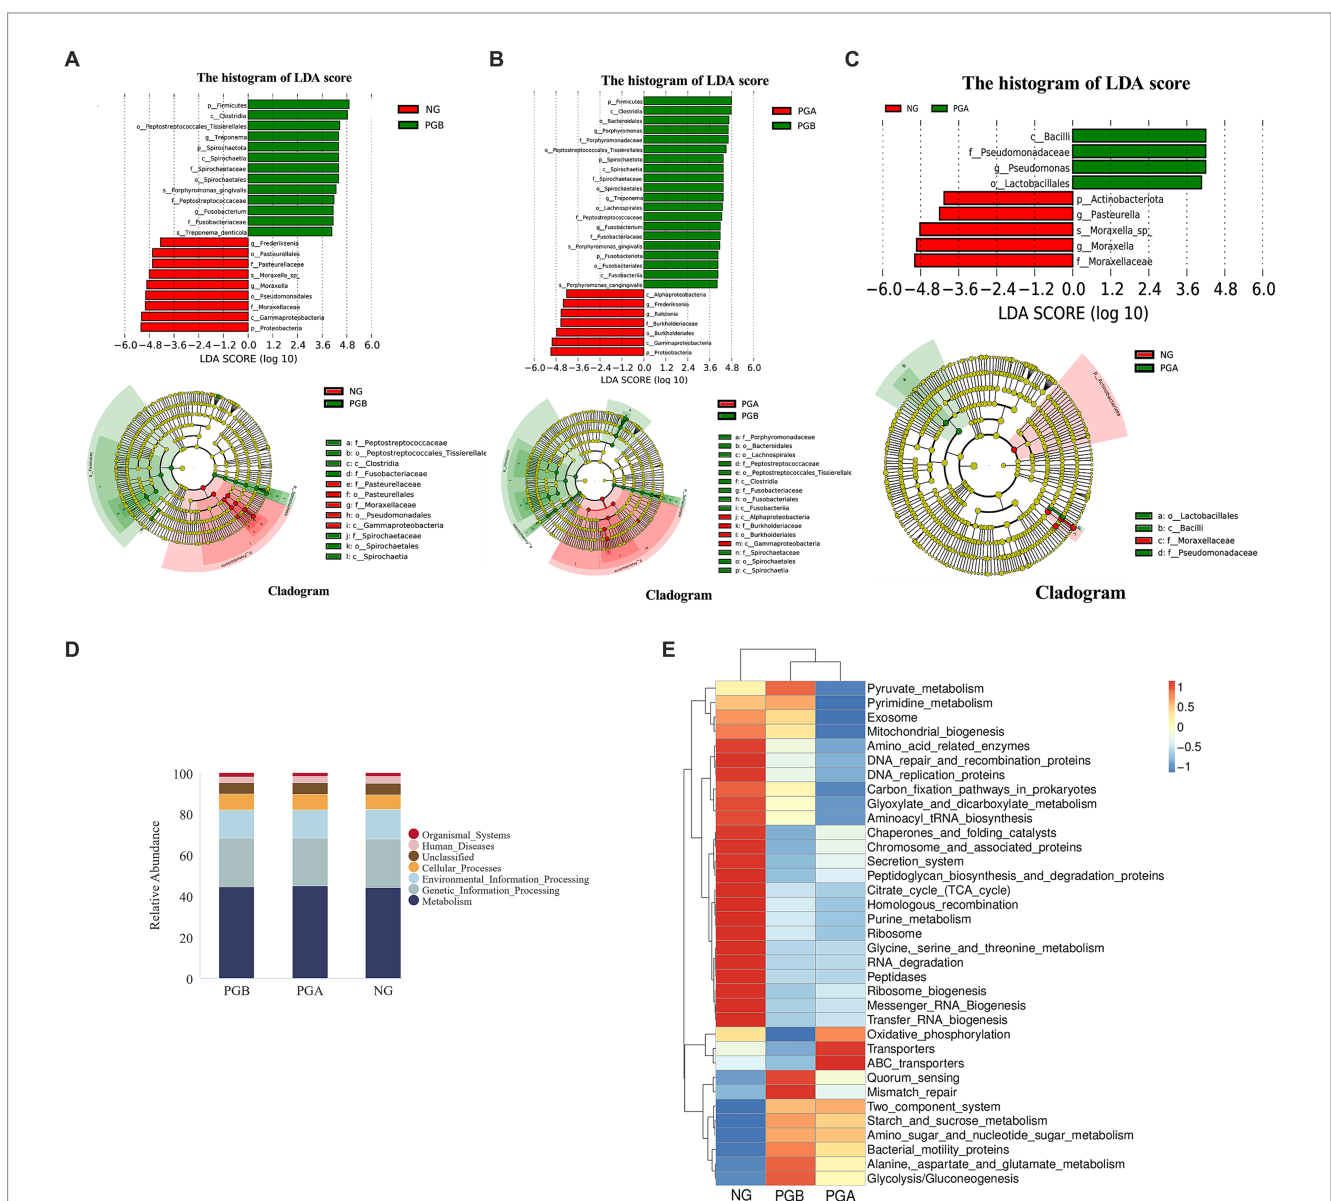 A
The histogram of LDA score
NG
PGB
p__Firmicutes
c__Clostridia
o__Peptostreptococcales_Tissierellales
g__Treponema
p__Spirochaetota
c__Spirochaetia
f__Spirochaetaceae
o__Spirochaetales
s__Porphyromonas_gingivalis
f__Peptostreptococcaceae
g__Fusobacterium
f__Fusobacteriaceae
s__Treponema_denticola
g__Frederiksenia
o__Pasteurellales
f__Pasteurellaceae
s__Moraxella_sp_
g__Moraxella
o__Pseudomonadales
f__Moraxellaceae
c__Gammaproteobacteria
p__Proteobacteria
−6.0 −4.8 −3.6 −2.4 −1.2 0.0 1.2 2.4 3.6 4.8 6.0
LDA SCORE (log 10)
NG
PGB
a: f__Peptostreptococcaceae
b: o__Peptostreptococcales_Tissierellale
c: c__Clostridia
d: f__Fusobacteriaceae
e: f__Pasteurellaceae
f: o__Pasteurellales
g: f__Moraxellaceae
h: o__Pseudomonadales
i: c__Gammaproteobacteria
j: f__Spirochaetaceae
k: o__Spirochaetales
l: c__Spirochaetia
Cladogram
B
The histogram of LDA score
PGA
PGB
p__Firmicutes
c__Clostridia
o__Bacteroidales
g__Porphyromonas
f__Porphyromonadaceae
o__Peptostreptococcales_Tissierellales
p__Spirochaetota
c__Spirochaetia
f__Spirochaetaceae
o__Spirochaetales
g__Treponema
o__Lachnospirales
f__Peptostreptococcaceae
g__Fusobacterium
f__Fusobacteriaceae
s__Porphyromonas_gingivalis
p__Fusobacteriota
o__Fusobacteriales
c__Fusobacteriia
s__Porphyromonas_cangingivalis
c__Alphaproteobacteria
g__Frederiksenia
g__Ralstonia
f__Burkholderiaceae
o__Burkholderiales
c__Gammaproteobacteria
p__Proteobacteria
−6.0 −4.8 −3.6 −2.4 −1.2 0.0 1.2 2.4 3.6 4.8 6.0
LDA SCORE (log 10)
PGA
PGB
a: f__Porphyromonadaceae
b: o__Bacteroidales
c: o__Lachnospirales
d: f__Peptostreptococcaceae
e: o__Peptostreptococcales_Tissierellale
f: c__Clostridia
g: f__Fusobacteriaceae
h: o__Fusobacteriales
i: c__Fusobacteriia
j: c__Alphaproteobacteria
k: f__Burkholderiaceae
l: o__Burkholderiales
m: c__Gammaproteobacteria
n: f__Spirochaetaceae
o: o__Spirochaetales
p: c__Spirochaetia
Cladogram
C
The histogram of LDA score
NG PGA
c__Bacilli
f__Pseudomonadaceae
g__Pseudomonas
o__Lactobacillales
p__Actinobacteriota
g__Pasteurella
s__Moraxella_sp_
g__Moraxella
f__Moraxellaceae
−6.0 −4.8 −3.6 −2.4 −1.2 0.0 1.2 2.4 3.6 4.8 6.0
LDA SCORE (log 10)
NG
PGA
p__Actinobacteriota
a: o__Lactobacillales
b: c__Bacilli
c: f__Moraxellaceae
d: f__Pseudomonadaceae
Cladogram
D
Relative Abundance
100
80
60
40
20
0
PGB PGA NG
Organismal_Systems
Human_Diseases
Unclassified
Cellular_Processes
Environmental_Information_Processing
Genetic_Information_Processing
Metabolism
E
Pyruvate_metabolism
Pyrimidine_metabolism
Exosome
Mitochondrial_biogenesis
Amino_acid_related_enzymes
DNA_repair_and_recombination_proteins
DNA_replication_proteins
Carbon_fixation_pathways_in_prokaryotes
Glyoxylate_and_dicarboxylate_metabolism
Aminoacyl_tRNA_biosynthesis
Chaperones_and_folding_catalysts
Chromosome_and_associated_proteins
Secretion_system
Peptidoglycan_biosynthesis_and_degradation_proteins
Citrate_cycle_(TCA_cycle)
Homologous_recombination
Purine_metabolism
Ribosome
Glycine,_serine_and_threonine_metabolism
RNA_degradation
Peptidases
Ribosome_biogenesis
Messenger_RNA_Biogenesis
Transfer_RNA_biogenesis
Oxidative_phosphorylation
Transporters
ABC_transporters
Quorum_sensing
Mismatch_repair
Two_component_system
Starch_and_sucrose_metabolism
Amino_sugar_and_nucleotide_sugar_metabolism
Bacterial_motility_proteins
Alanine,_aspartate_and_glutamate_metabolism
Glycolysis/Gluconeogenesis
NG PGB PGA
1
0.5
0
−0.5
−1